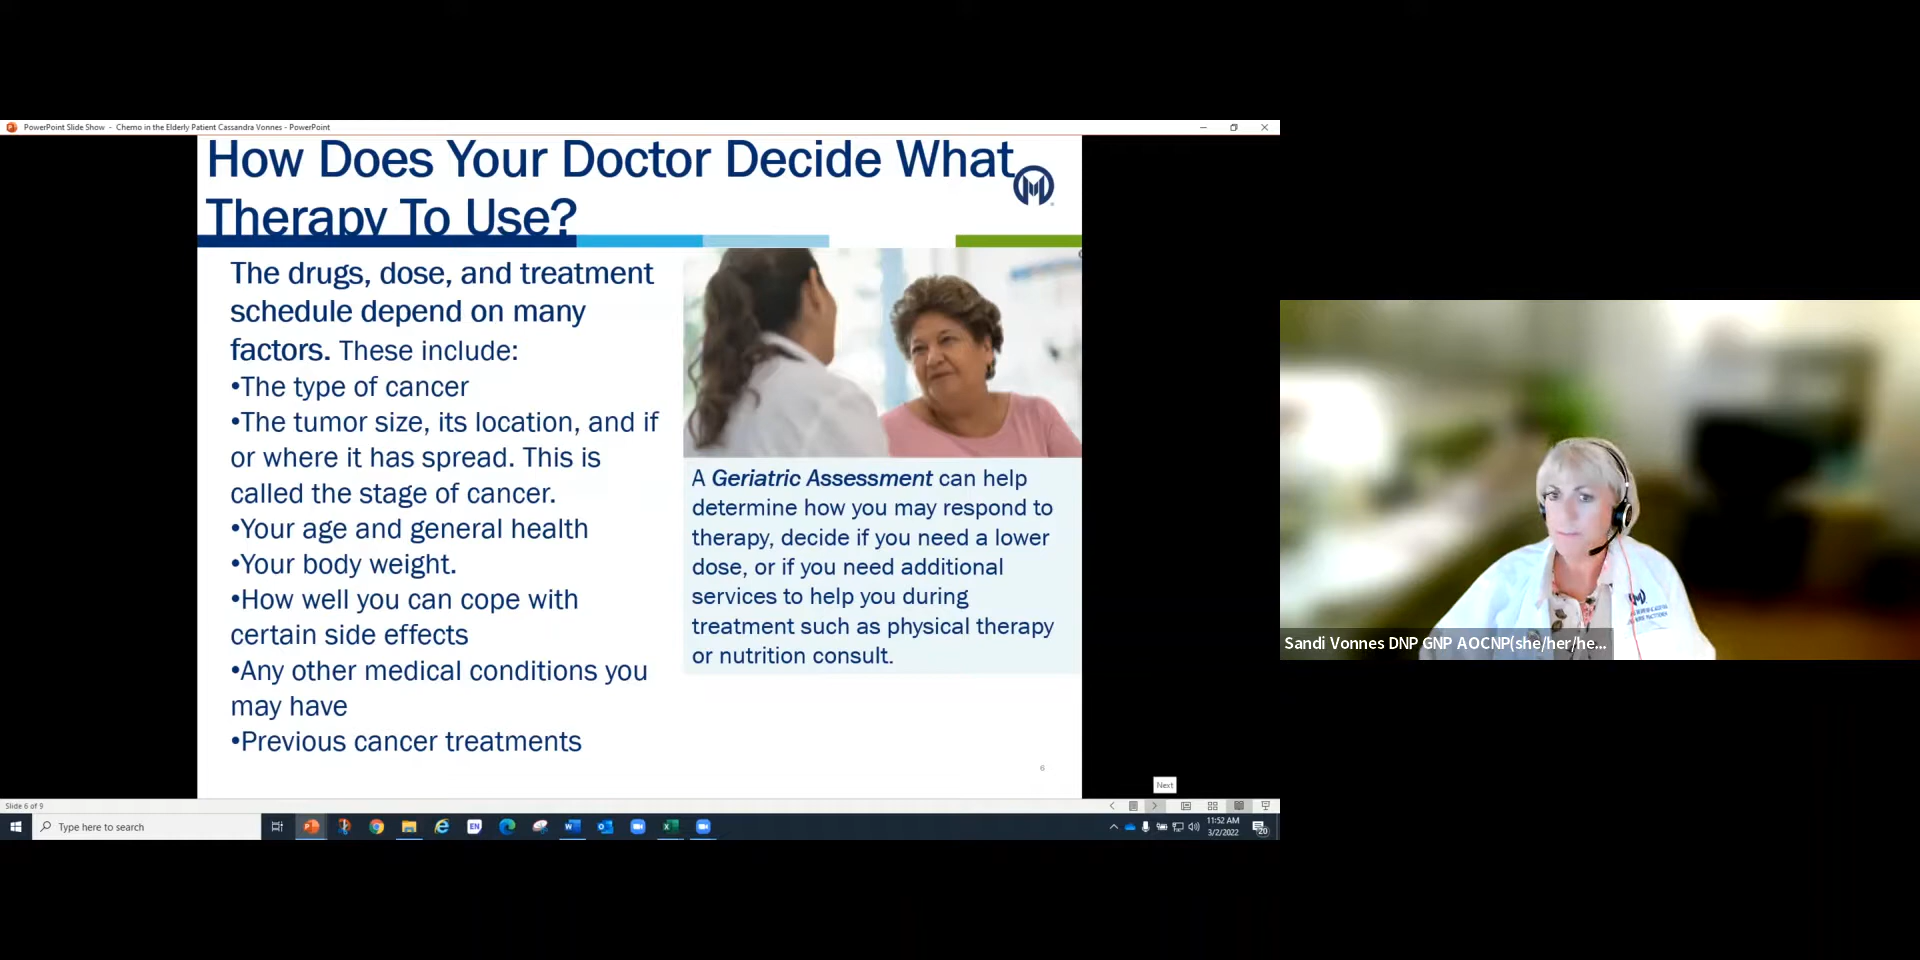 PowerPoint Slide Show - Chemo in the Elderly Patient Cassandra Vonnes - PowerPoint
How Does Your Doctor Decide What
Therapy To Use?
The drugs, dose, and treatment
schedule depend on many
factors. These include:
•The type of cancer
•The tumor size, its location, and if
or where it has spread. This is
called the stage of cancer.
•Your age and general health
•Your body weight.
•How well you can cope with
certain side effects
•Any other medical conditions you
may have
•Previous cancer treatments
A Geriatric Assessment can help
determine how you may respond to
therapy, decide if you need a lower
dose, or if you need additional
services to help you during
treatment such as physical therapy
or nutrition consult.
6
Next
Sandi Vonnes DNP GNP AOCNP(she/her/he...
Slide 6 of 9
Type here to search
EN
11:52 AM
3/2/2022
20